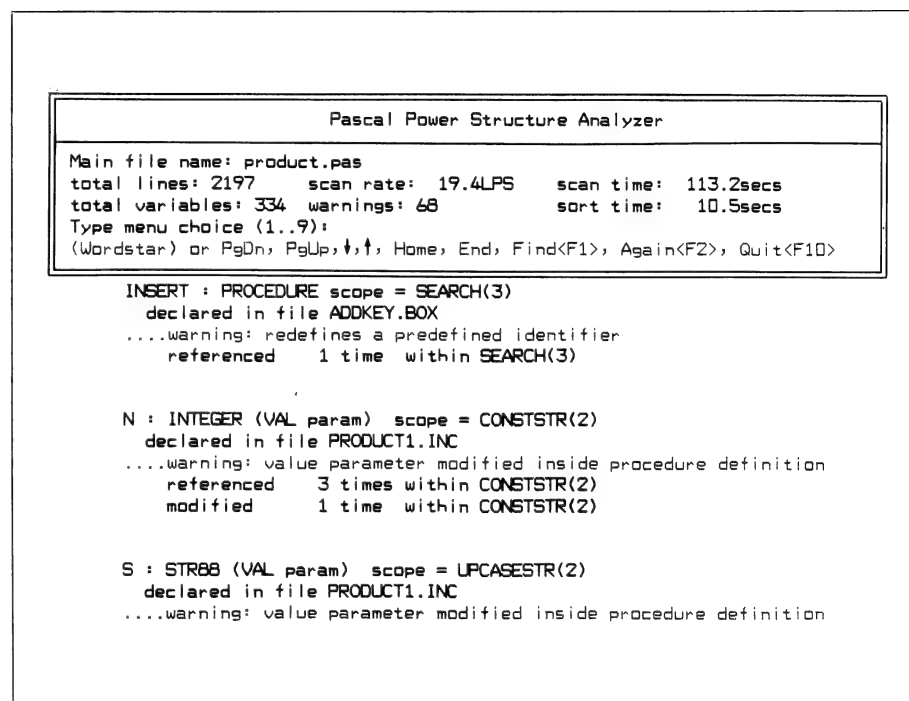 Pascal Power Structure Analyzer
Main file name: product.pas
total lines: 2197 scan rate: 19.4LPS scan time: 113.2secs
total variables: 334 warnings: 68 sort time: 10.5secs
Type menu choice (1..9):
(Wordstar) or PgDn, PgUp,↓,↑, Home, End, Find<F1>, Again<F2>, Quit<F10>
INSERT : PROCEDURE scope = SEARCH(3)
declared in file ADDKEY.BOX
....warning: redefines a predefined identifier
referenced 1 time within SEARCH(3)
N : INTEGER (VAL param) scope = CONSTSTR(2)
declared in file PRODUCT1.INC
....warning: value parameter modified inside procedure definition
referenced 3 times within CONSTSTR(2)
modified 1 time within CONSTSTR(2)
S : STR88 (VAL param) scope = UPCASESTR(2)
declared in file PRODUCT1.INC
....warning: value parameter modified inside procedure definition